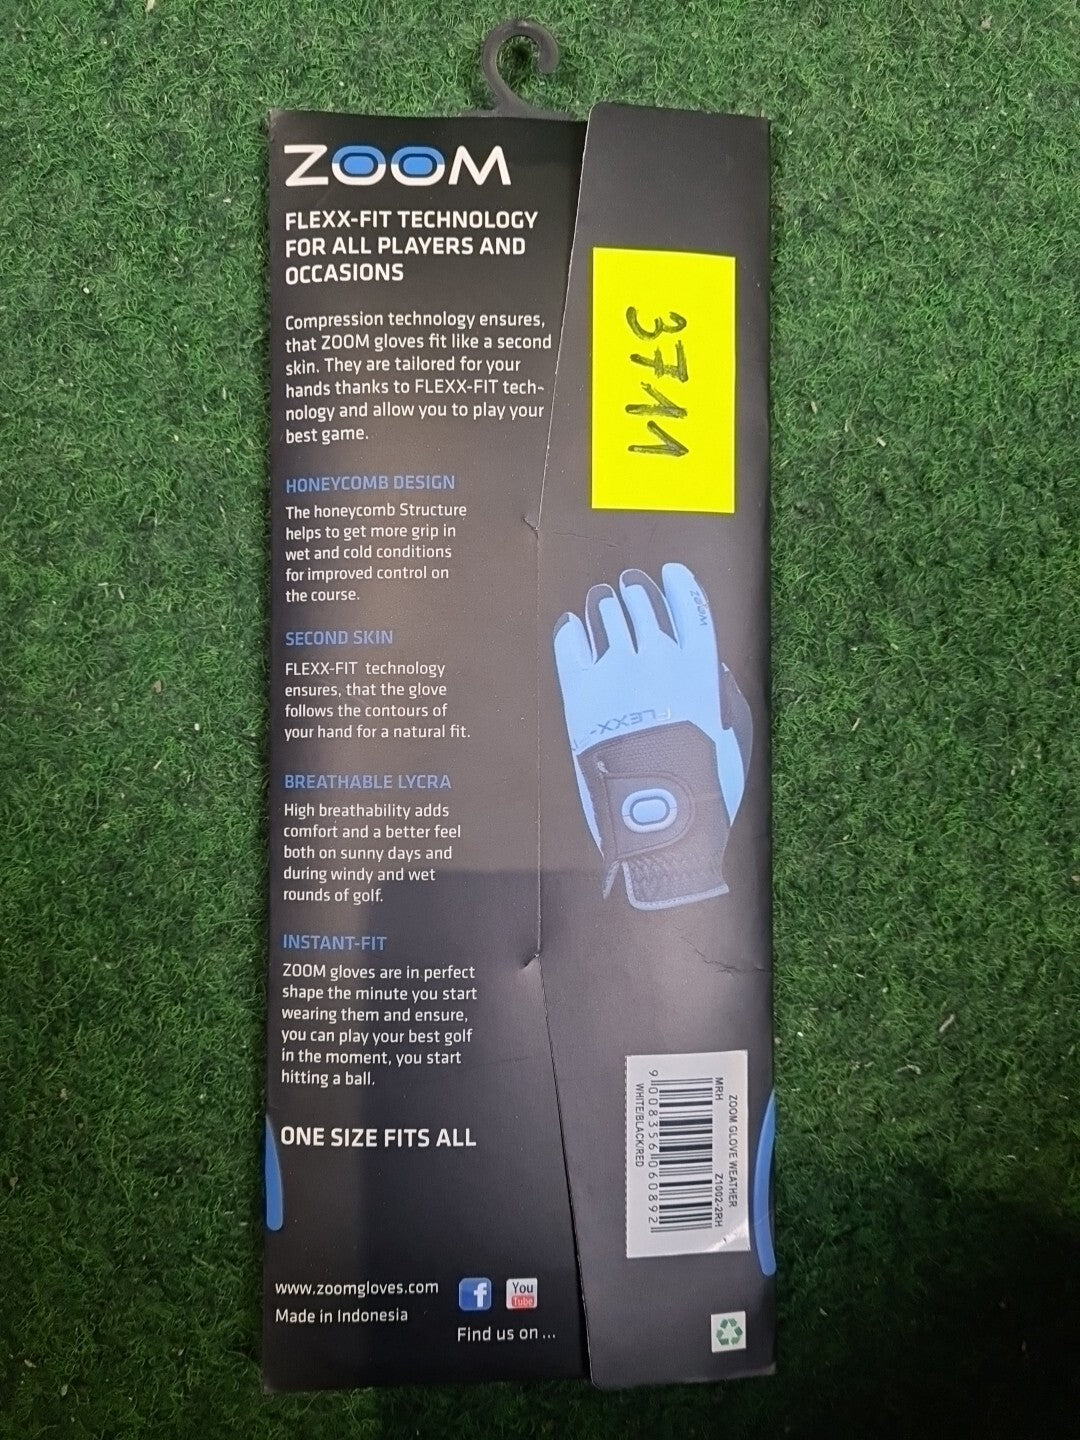 ZOOM
FLEXX-FIT TECHNOLOGY
FOR ALL PLAYERS AND
OCCASIONS
Compression technology ensures,
that ZOOM gloves fit like a second
skin. They are tailored for your
hands thanks to FLEXX-FIT tech-
nology and allow you to play your
best game.
HONEYCOMB DESIGN
The honeycomb Structure
helps to get more grip in
wet and cold conditions
for improved control on
the course.
SECOND SKIN
FLEXX-FIT technology
ensures, that the glove
follows the contours of
your hand for a natural fit.
BREATHABLE LYCRA
High breathability adds
comfort and a better feel
both on sunny days and
during windy and wet
rounds of golf.
INSTANT-FIT
ZOOM gloves are in perfect
shape the minute you start
wearing them and ensure,
you can play your best golf
in the moment, you start
hitting a ball.
ONE SIZE FITS ALL
www.zoomgloves.com
Made in Indonesia
f
You
Tube
Find us on ...
3711
ZOOM
FLEXX-
ZOOM GLOVE WEATHER
MRH Z1002-2RH
9008356060892
WHITE/BLACK/RED